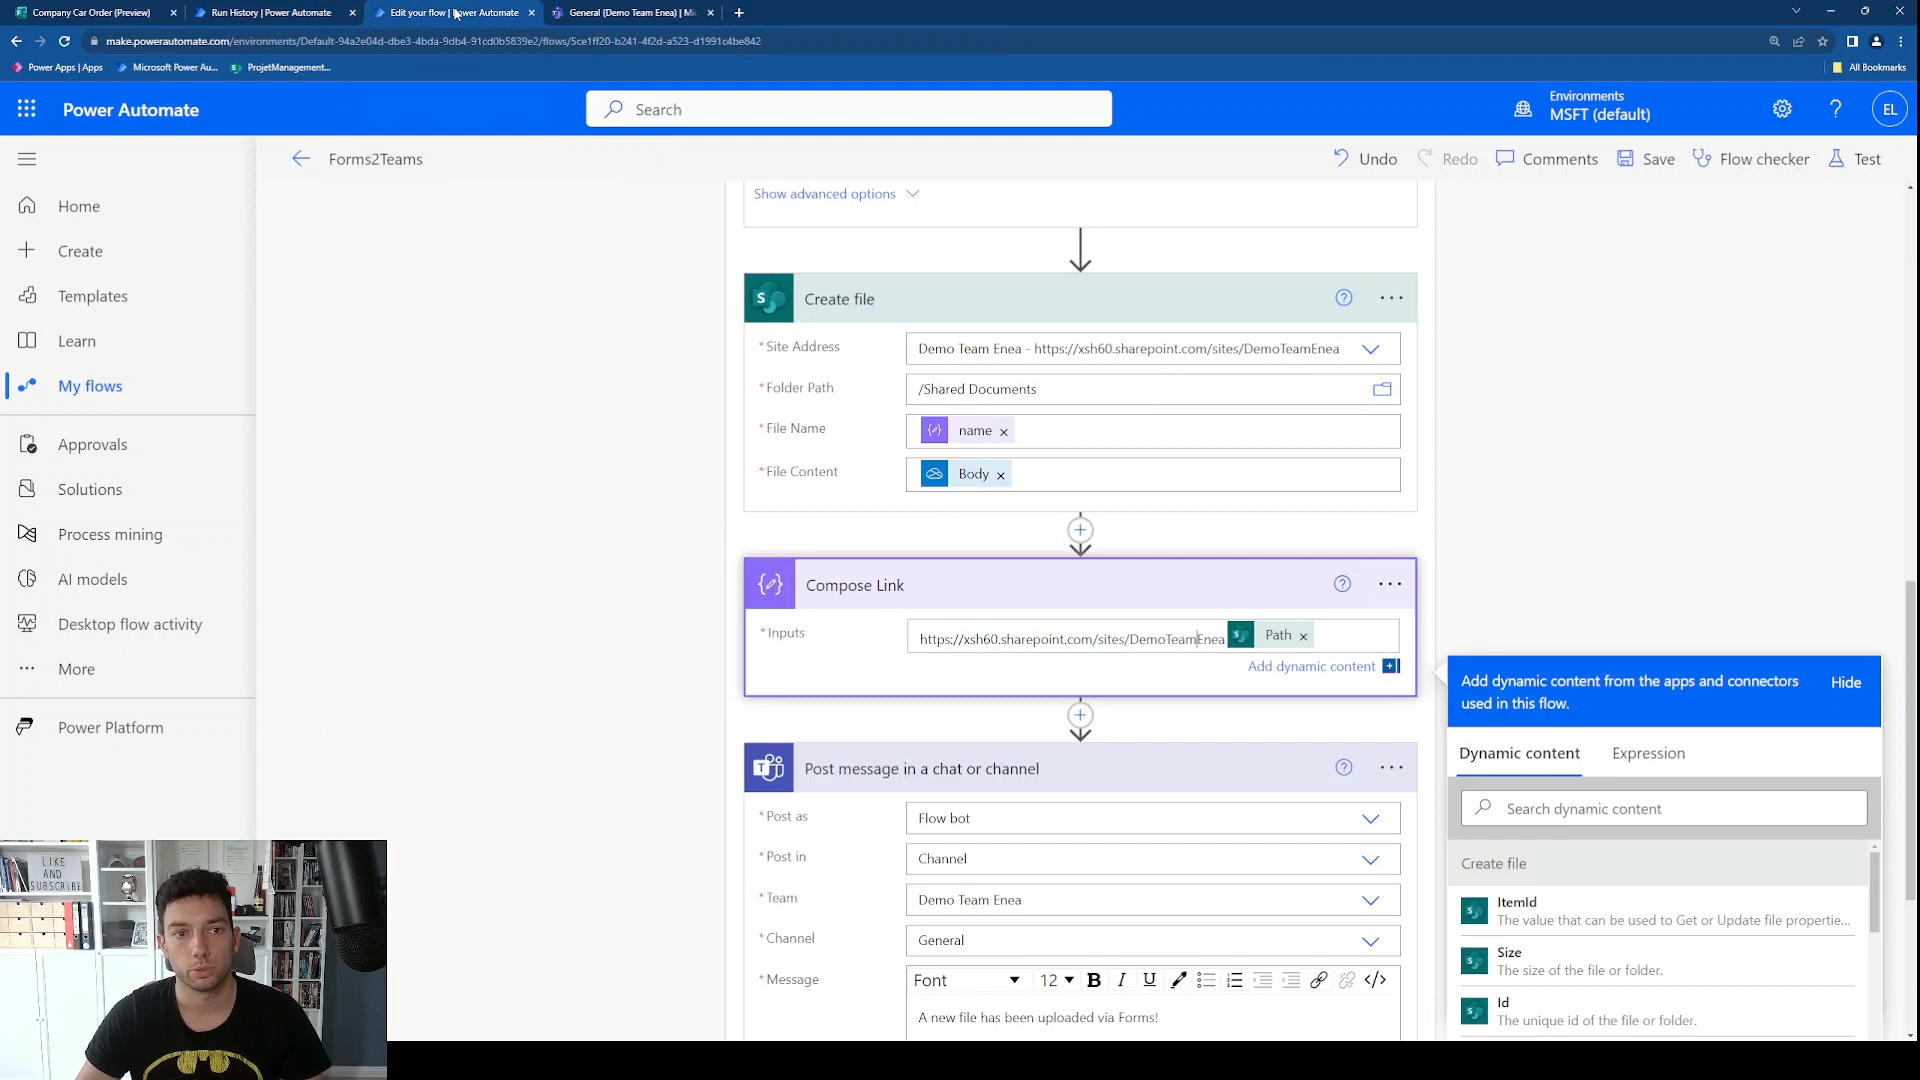 Company Car Order (Preview)
Run History | Power Automate
Edit your flow | Power Automate
General (Demo Team Enea) | Mi
make.powerautomate.com/environments/Default-94a2e04d-dbe3-4bda-9db4-91cd0b5839e2/flows/5ce1ff20-b241-4f2d-a523-d1991c4be842
Power Apps | Apps
Microsoft Power Au...
ProjetManagement...
All Bookmarks
Power Automate
Search
Environments
MSFT (default)
EL
Forms2Teams
Undo
Redo
Comments
Save
Flow checker
Test
Home
Create
Templates
Learn
My flows
Approvals
Solutions
Process mining
AI models
Desktop flow activity
More
Power Platform
Show advanced options
Create file
* Site Address
Demo Team Enea - https://xsh60.sharepoint.com/sites/DemoTeamEnea
* Folder Path
/Shared Documents
* File Name
name
* File Content
Body
Compose Link
* Inputs
https://xsh60.sharepoint.com/sites/DemoTeamEnea
Path
Add dynamic content
Post message in a chat or channel
* Post as
Flow bot
* Post in
Channel
* Team
Demo Team Enea
* Channel
General
* Message
Font
12
A new file has been uploaded via Forms!
Add dynamic content from the apps and connectors
used in this flow.
Hide
Dynamic content
Expression
Search dynamic content
Create file
ItemId
The value that can be used to Get or Update file propertie...
Size
The size of the file or folder.
Id
The unique id of the file or folder.
LIKE
AND
SUBSCRIBE